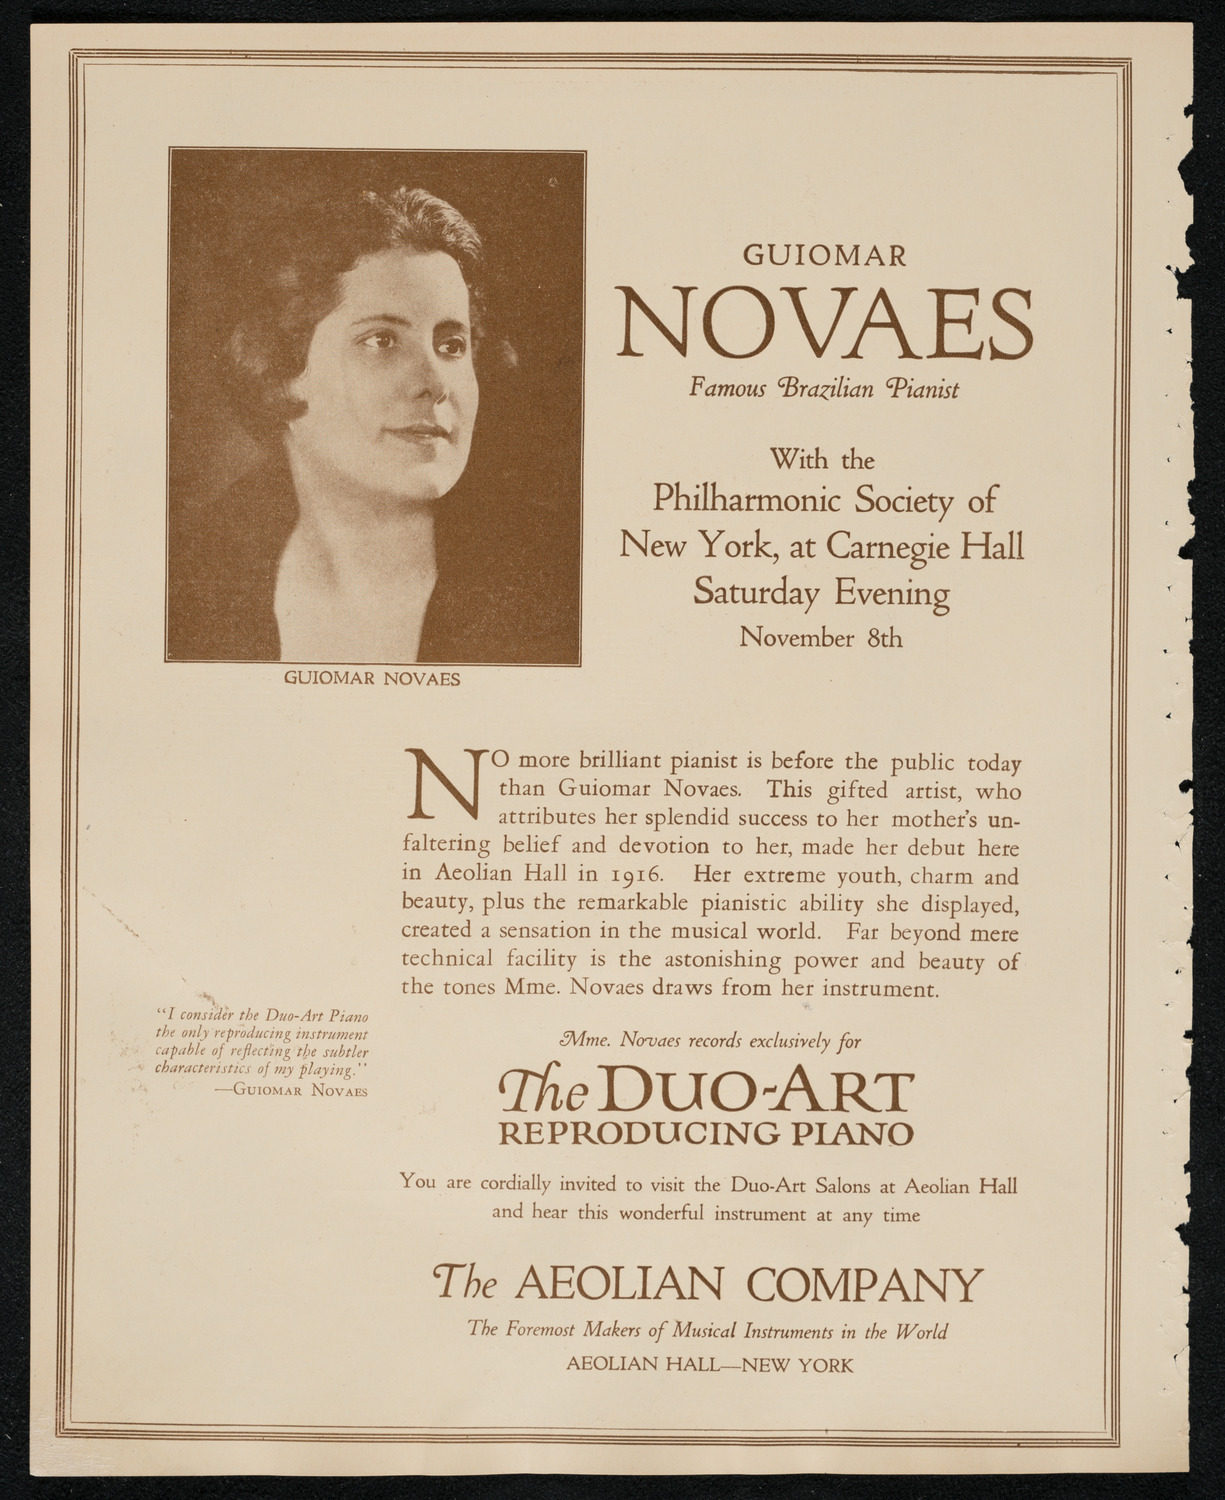 GUIOMAR
NOVAES
Famous Brazilian Pianist
With the
Philharmonic Society of
New York, at Carnegie Hall
Saturday Evening
November 8th
GUIOMAR NOVAES
NO more brilliant pianist is before the public today
than Guiomar Novaes. This gifted artist, who
attributes her splendid success to her mother's un-
faltering belief and devotion to her, made her debut here
in Aeolian Hall in 1916. Her extreme youth, charm and
beauty, plus the remarkable pianistic ability she displayed,
created a sensation in the musical world. Far beyond mere
technical facility is the astonishing power and beauty of
the tones Mme. Novaes draws from her instrument.
"I consider the Duo-Art Piano
the only reproducing instrument
capable of reflecting the subtler
characteristics of my playing."
—GUIOMAR NOVAES
Mme. Novaes records exclusively for
The DUO-ART
REPRODUCING PIANO
You are cordially invited to visit the Duo-Art Salons at Aeolian Hall
and hear this wonderful instrument at any time
The AEOLIAN COMPANY
The Foremost Makers of Musical Instruments in the World
AEOLIAN HALL—NEW YORK